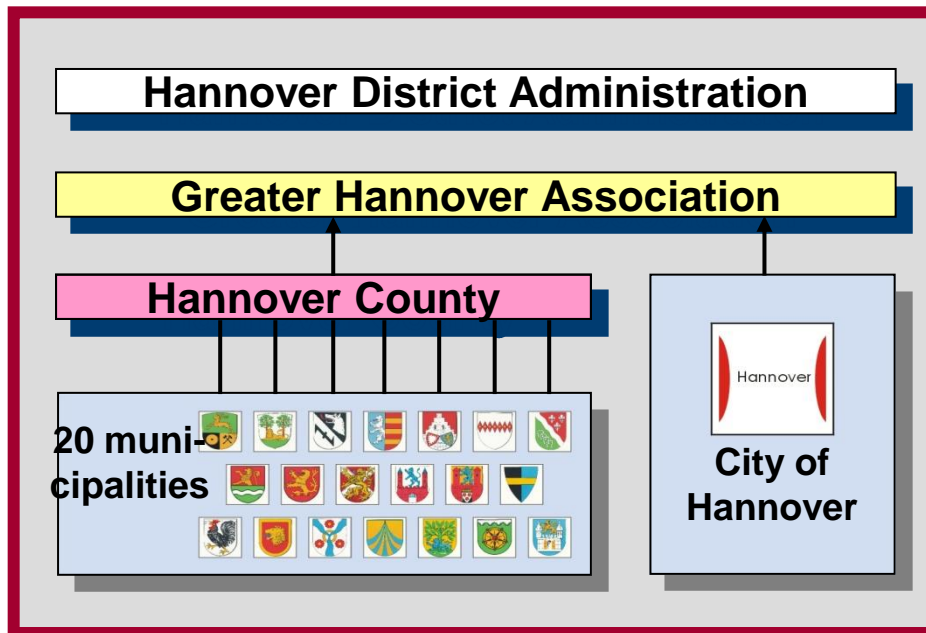 Hannover District Administration
Greater Hannover Association
Hannover County
20 muni-
cipalities
Hannover
City of
Hannover